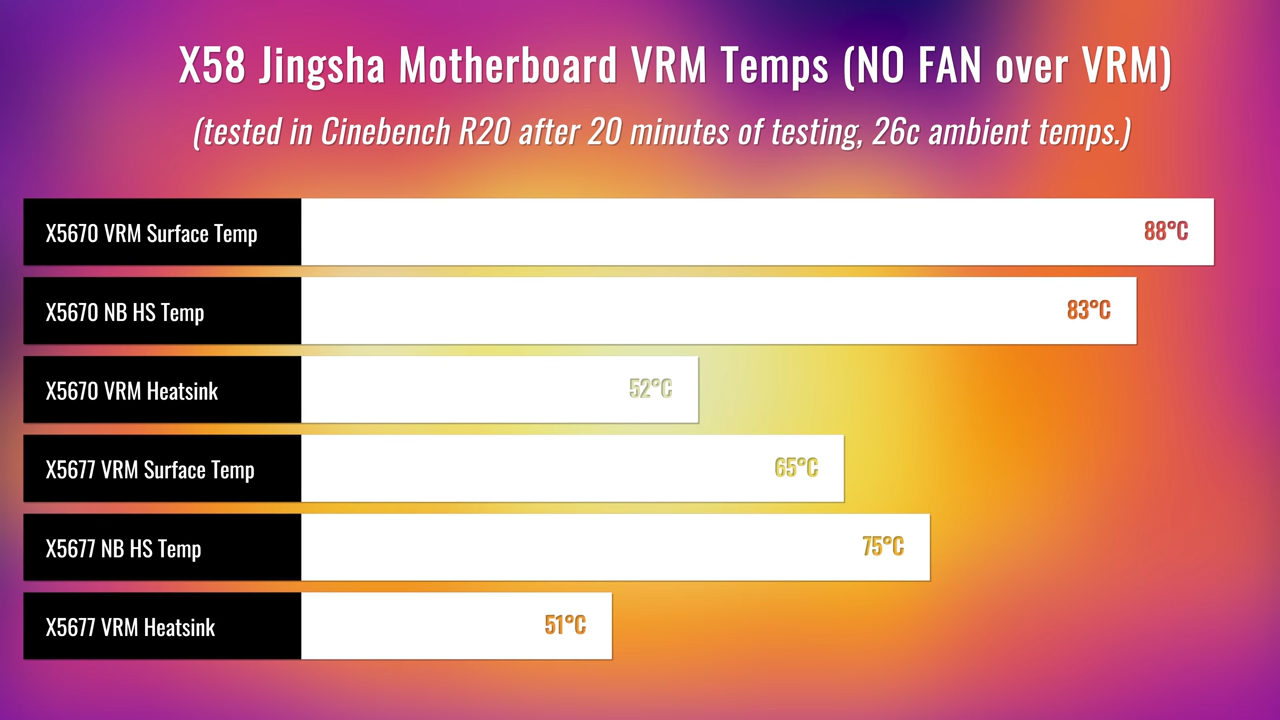 X58 Jingsha Motherboard VRM Temps (NO FAN over VRM)
(tested in Cinebench R20 after 20 minutes of testing, 26c ambient temps.)
X5670 VRM Surface Temp 88°C
X5670 NB HS Temp 83°C
X5670 VRM Heatsink 52°C
X5677 VRM Surface Temp 65°C
X5677 NB HS Temp 75°C
X5677 VRM Heatsink 51°C